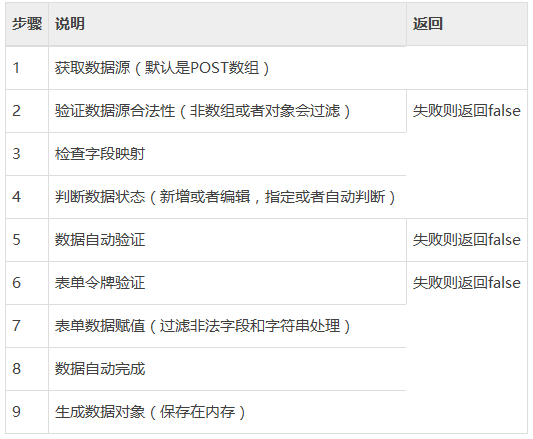 步骤 说明 返回
1 获取数据源（默认是POST数组）
2 验证数据源合法性（非数组或者对象会过滤） 失败则返回false
3 检查字段映射
4 判断数据状态（新增或者编辑，指定或者自动判断）
5 数据自动验证 失败则返回false
6 表单令牌验证 失败则返回false
7 表单数据赋值（过滤非法字段和字符串处理）
8 数据自动完成
9 生成数据对象（保存在内存）